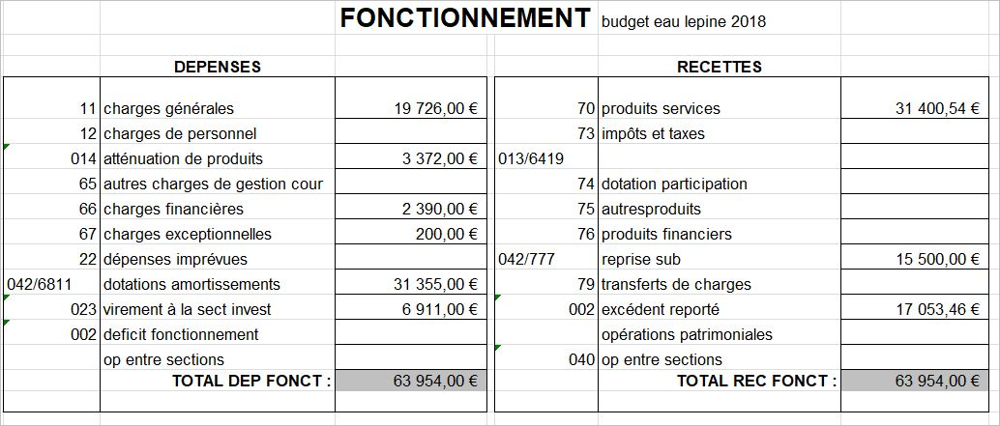 FONCTIONNEMENT budget eau lepine 2018
DEPENSES RECETTES
11 charges générales 19 726,00 € 70 produits services 31 400,54 €
12 charges de personnel 73 impôts et taxes
014 atténuation de produits 3 372,00 € 013/6419
65 autres charges de gestion cour 74 dotation participation
66 charges financières 2 390,00 € 75 autresproduits
67 charges exceptionnelles 200,00 € 76 produits financiers
22 dépenses imprévues 042/777 reprise sub 15 500,00 €
042/6811 dotations amortissements 31 355,00 € 79 transferts de charges
023 virement à la sect invest 6 911,00 € 002 excédent reporté 17 053,46 €
002 deficit fonctionnement opérations patrimoniales
op entre sections 040 op entre sections
TOTAL DEP FONCT : 63 954,00 € TOTAL REC FONCT : 63 954,00 €